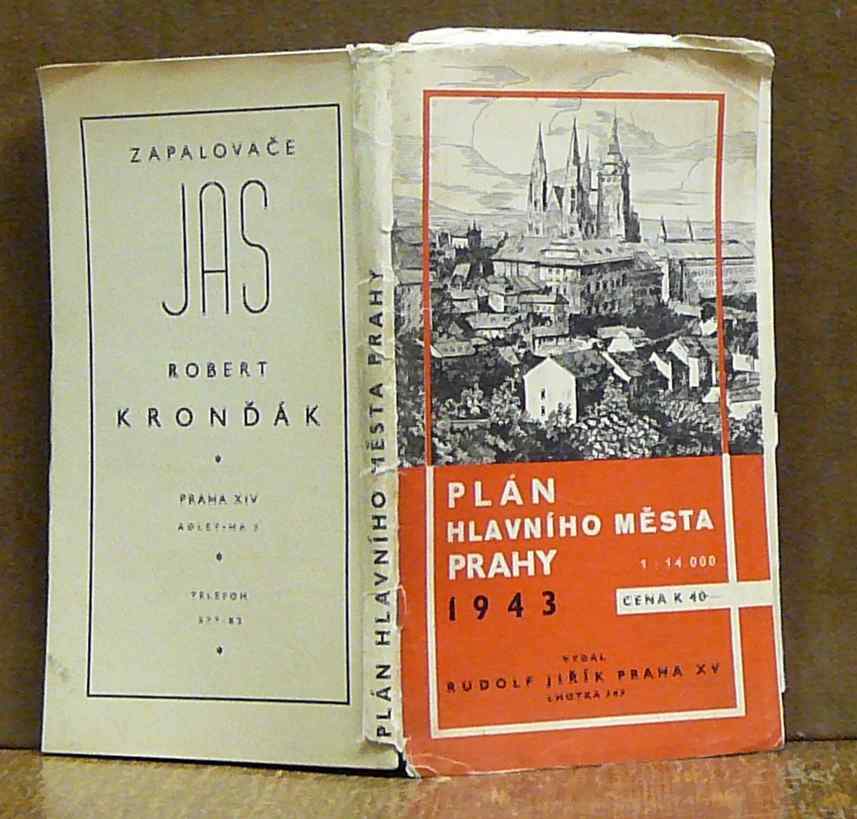 ZAPALOVAČE
JAS
ROBERT
KRONĎÁK
PRAHA XIV
TELEFON
PLÁN HLAVNÍHO MĚSTA PRAHY
PLÁN
HLAVNÍHO MĚSTA
PRAHY
1 : 14.000
1943
CENA K 40-
VYDAL
RUDOLF JIŘÍK PRAHA XV
LHOTKA